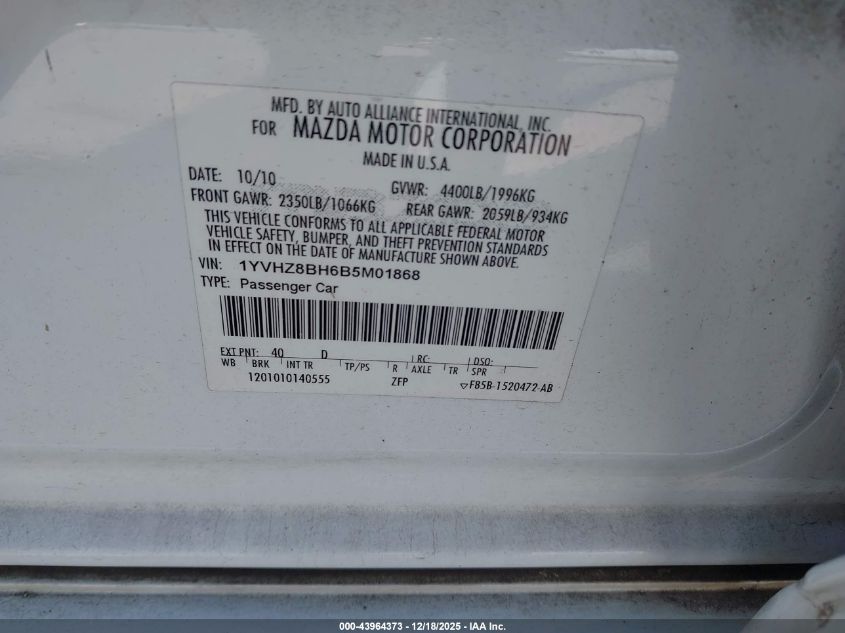 MFD. BY AUTO ALLIANCE INTERNATIONAL, INC.
FOR MAZDA MOTOR CORPORATION
MADE IN U.S.A.
DATE: 10/10 GVWR: 4400LB/1996KG
FRONT GAWR: 2350LB/1066KG REAR GAWR: 2059LB/934KG
THIS VEHICLE CONFORMS TO ALL APPLICABLE FEDERAL MOTOR
VEHICLE SAFETY, BUMPER, AND THEFT PREVENTION STANDARDS
IN EFFECT ON THE DATE OF MANUFACTURE SHOWN ABOVE.
VIN: 1YVHZ8BH6B5M01868
TYPE: Passenger Car
EXT PNT: 40 D RC: DSO:
WB BRK INT TR TP/PS R AXLE TR SPR
1201010140555 ZFP ▽F85B-1520472-AB
000-43964373 - 12/18/2025 - IAA Inc.